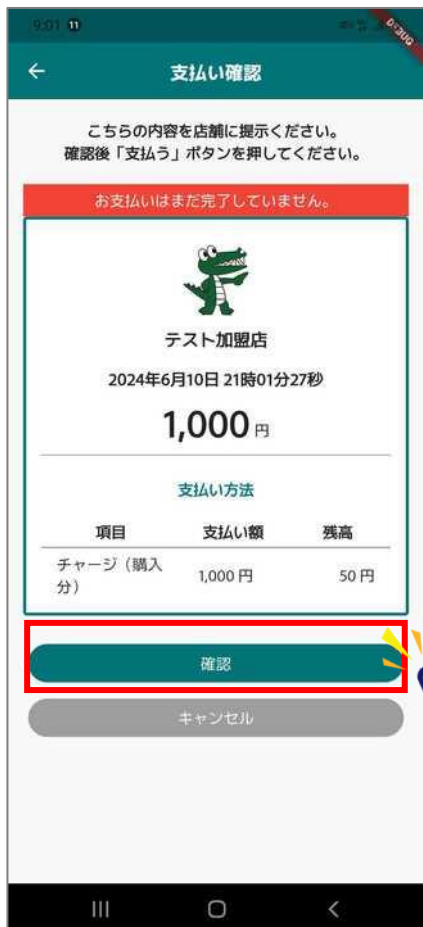 9:01
DEBUG
支払い確認
こちらの内容を店舗に提示ください。
確認後「支払う」ボタンを押してください。
お支払いはまだ完了していません。
テスト加盟店
2024年6月10日 21時01分27秒
1,000 円
支払い方法
項目 支払い額 残高
チャージ（購入
分） 1,000 円 50 円
確認
キャンセル